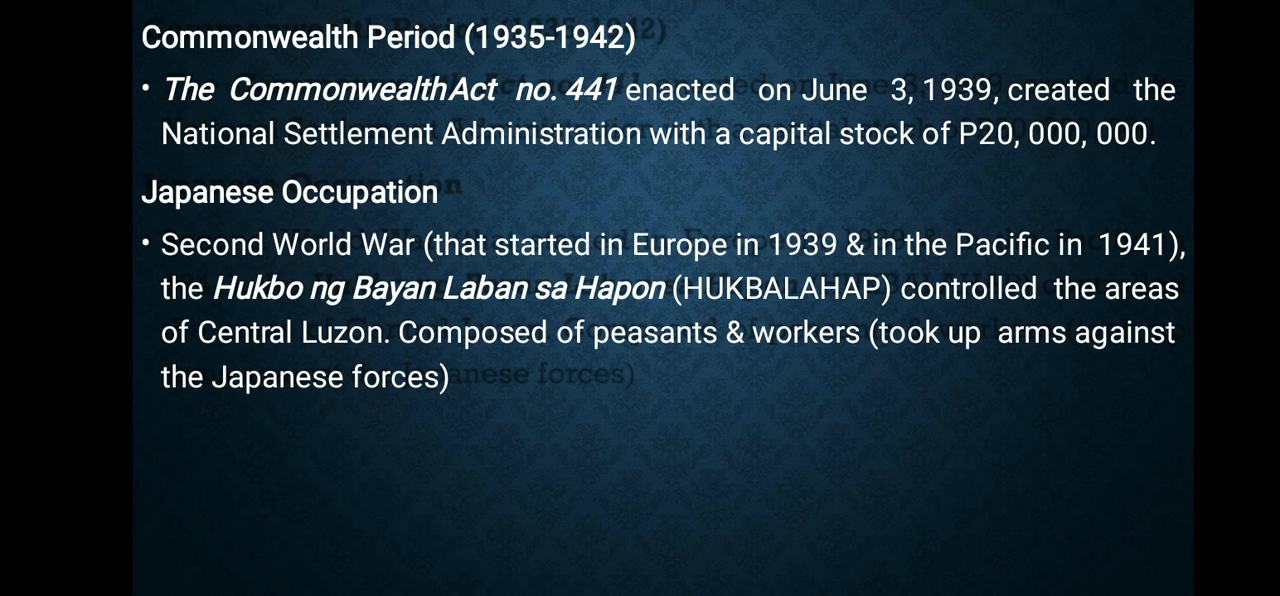 Commonwealth Period (1935-1942)
• The CommonwealthAct no. 441 enacted on June 3, 1939, created the
National Settlement Administration with a capital stock of P20, 000, 000.
Japanese Occupation
• Second World War (that started in Europe in 1939 & in the Pacific in 1941),
the Hukbo ng Bayan Laban sa Hapon (HUKBALAHAP) controlled the areas
of Central Luzon. Composed of peasants & workers (took up arms against
the Japanese forces)